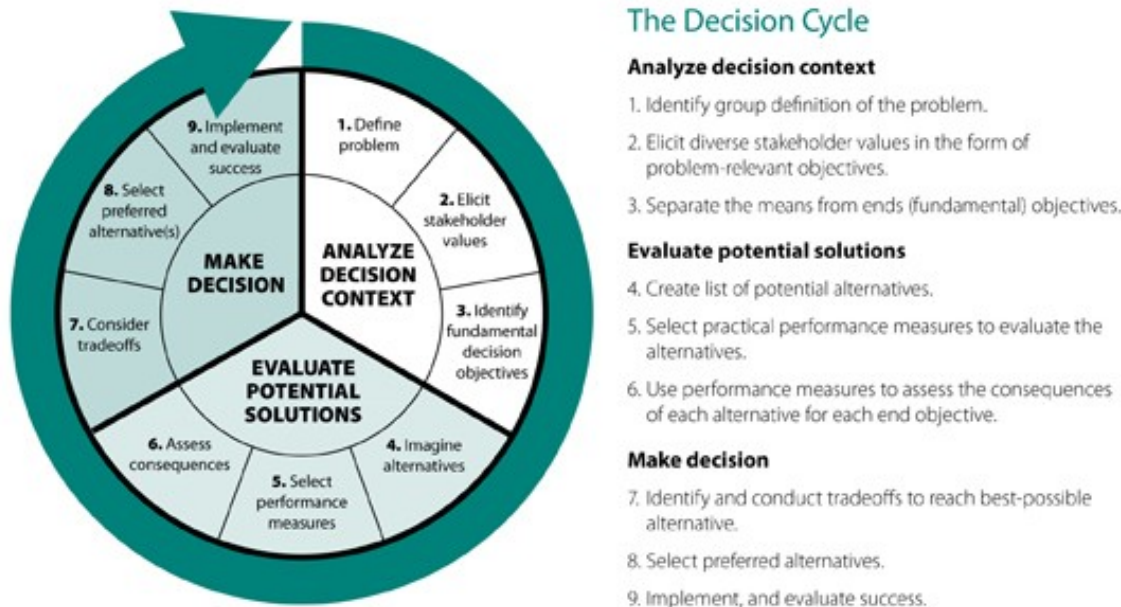 9. Implement
and evaluate
success
1. Define
problem
8. Select
preferred
alternative(s)
2. Elicit
stakeholder
values
MAKE
DECISION
ANALYZE
DECISION
CONTEXT
7. Consider
tradeoffs
3. Identify
fundamental
decision
objectives
EVALUATE
POTENTIAL
SOLUTIONS
6. Assess
consequences
4. Imagine
alternatives
5. Select
performance
measures
The Decision Cycle
Analyze decision context
1. Identify group definition of the problem.
2. Elicit diverse stakeholder values in the form of
problem-relevant objectives.
3. Separate the means from ends (fundamental) objectives.
Evaluate potential solutions
4. Create list of potential alternatives.
5. Select practical performance measures to evaluate the
alternatives.
6. Use performance measures to assess the consequences
of each alternative for each end objective.
Make decision
7. Identify and conduct tradeoffs to reach best-possible
alternative.
8. Select preferred alternatives.
9. Implement, and evaluate success.